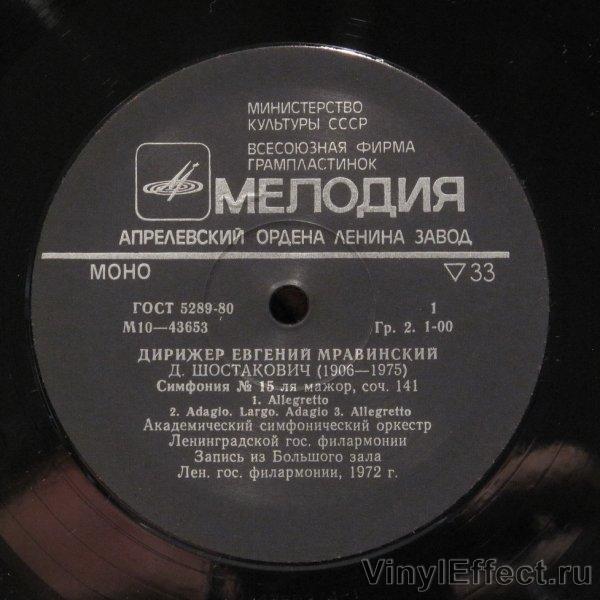 МИНИСТЕРСТВО
КУЛЬТУРЫ СССР
ВСЕСОЮЗНАЯ ФИРМА
ГРАМПЛАСТИНОК
МЕЛОДИЯ
АПРЕЛЕВСКИЙ ОРДЕНА ЛЕНИНА ЗАВОД
МОНО ▽33
ГОСТ 5289-80 1
М10—43653 Гр. 2. 1-00
ДИРИЖЕР ЕВГЕНИЙ МРАВИНСКИЙ
Д. ШОСТАКОВИЧ (1906—1975)
Симфония № 15 ля мажор, соч. 141
1. Allegretto
2. Adagio. Largo. Adagio 3. Allegretto
Академический симфонический оркестр
Ленинградской гос. филармонии
Запись из Большого зала
Лен. гос. филармонии, 1972 г.
VinylEffect.ru